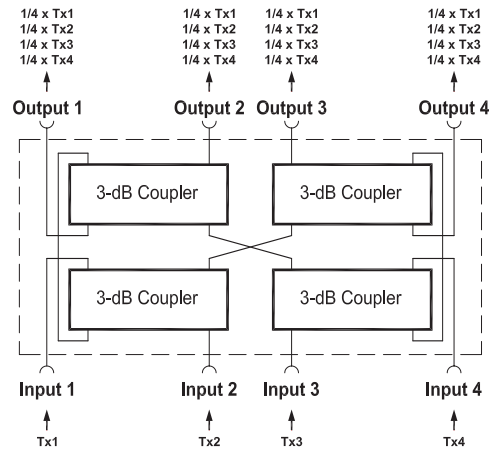 1/4 x Tx1 1/4 x Tx1 1/4 x Tx1 1/4 x Tx1
1/4 x Tx2 1/4 x Tx2 1/4 x Tx2 1/4 x Tx2
1/4 x Tx3 1/4 x Tx3 1/4 x Tx3 1/4 x Tx3
1/4 x Tx4 1/4 x Tx4 1/4 x Tx4 1/4 x Tx4
Output 1 Output 2 Output 3 Output 4
3-dB Coupler 3-dB Coupler
3-dB Coupler 3-dB Coupler
Input 1 Input 2 Input 3 Input 4
Tx1 Tx2 Tx3 Tx4